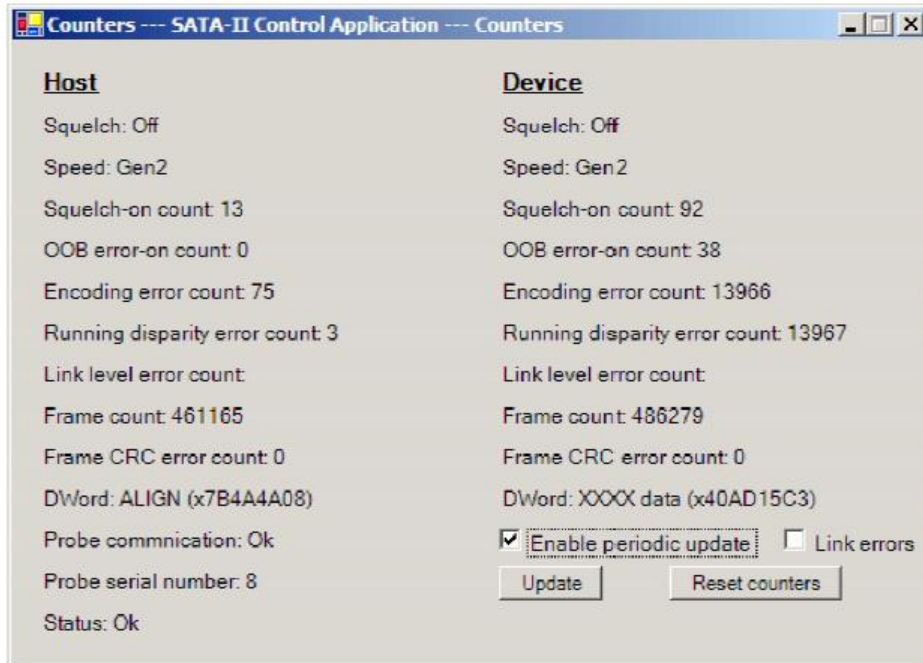 Counters --- SATA-II Control Application --- Counters
Host
Squelch: Off
Speed: Gen2
Squelch-on count: 13
OOB error-on count: 0
Encoding error count: 75
Running disparity error count: 3
Link level error count:
Frame count: 461165
Frame CRC error count: 0
DWord: ALIGN (x7B4A4A08)
Probe commnication: Ok
Probe serial number: 8
Status: Ok
Device
Squelch: Off
Speed: Gen2
Squelch-on count: 92
OOB error-on count: 38
Encoding error count: 13966
Running disparity error count: 13967
Link level error count:
Frame count: 486279
Frame CRC error count: 0
DWord: XXXX data (x40AD15C3)
Enable periodic update
Link errors
Update
Reset counters